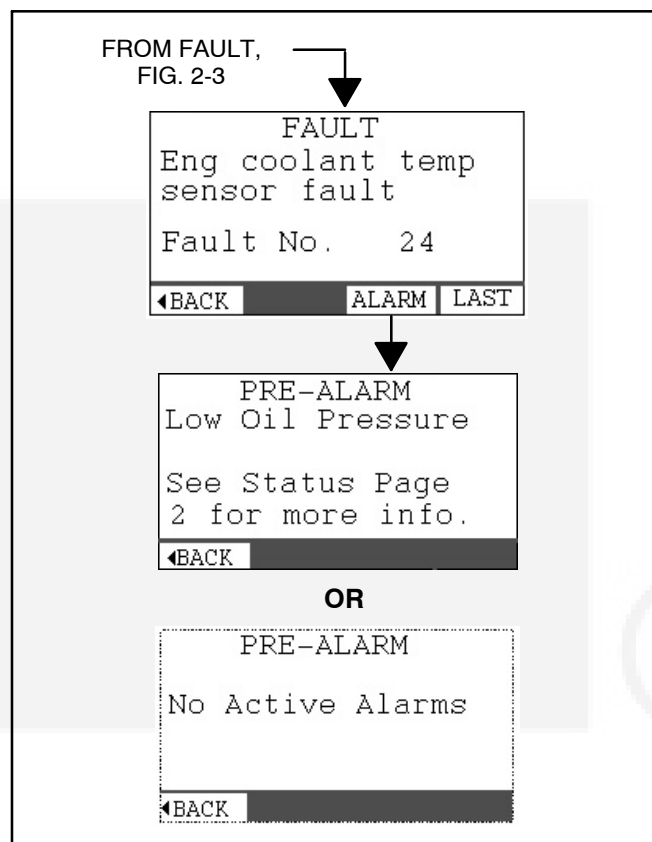 FROM FAULT,
FIG. 2-3
FAULT
Eng coolant temp
sensor fault
Fault No. 24
◀BACK ALARM LAST
PRE-ALARM
Low Oil Pressure
See Status Page
2 for more info.
◀BACK
OR
PRE-ALARM
No Active Alarms
◀BACK